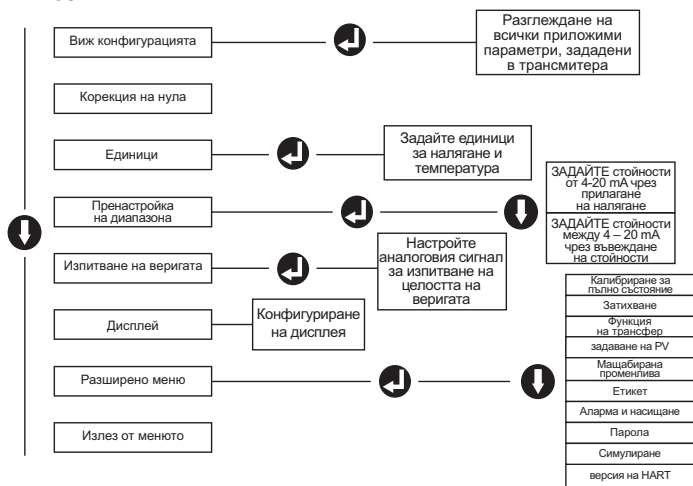 Виж конфигурацията
Разглеждане на
всички приложими
параметри, зададени
в трансмитера
Корекция на нула
Единици
Задайте единици
за налягане и
температура
Пренастройка
на диапазона
ЗАДАЙТЕ стойности
от 4-20 mA чрез
прилагане
на налягане
ЗАДАЙТЕ стойности
между 4 – 20 mA
чрез въвеждане
на стойности
Изпитване на веригата
Настройте
аналоговия сигнал
за изпитване на
целостта на
веригата
Дисплей
Конфигуриране
на дисплея
Разширено меню
Калибриране за
пълно състояние
Затихване
Функция
на трансфер
задаване на PV
Мащабирана
променлива
Етикет
Аларма и насищане
Парола
Симулиране
версия на HART
Излез от менюто